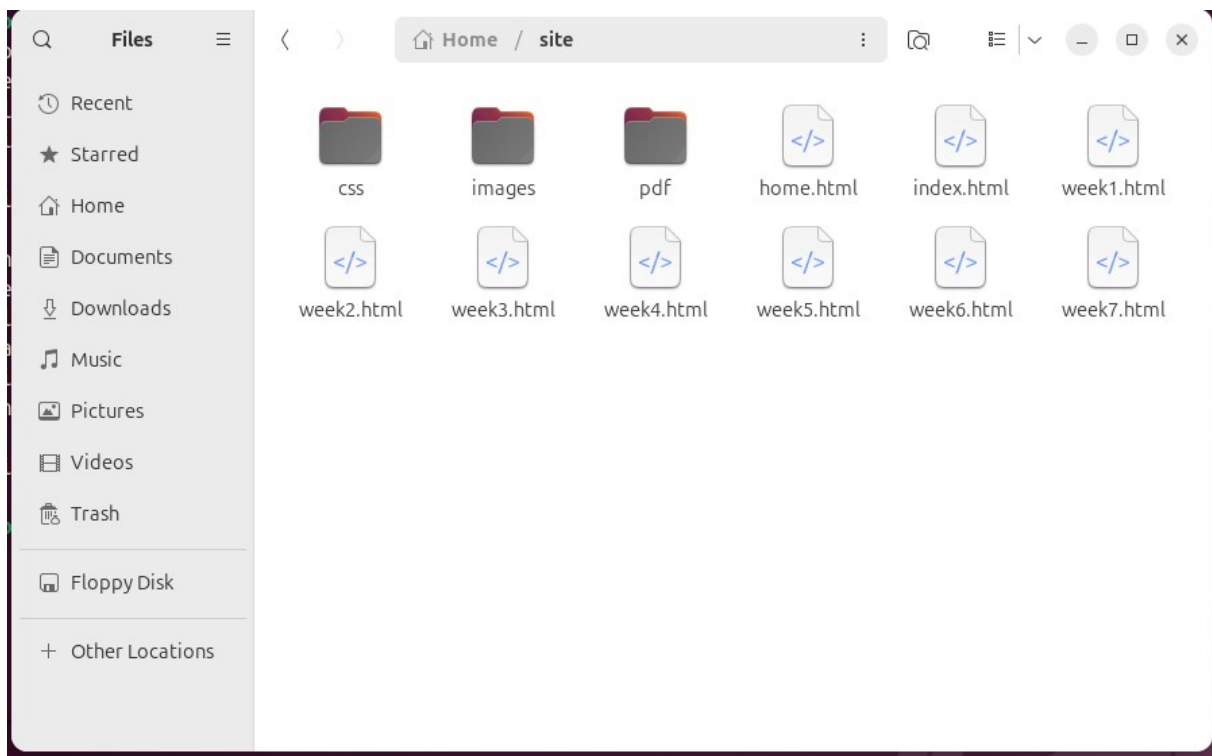 Files
Home / site
Recent
Starred
Home
Documents
Downloads
Music
Pictures
Videos
Trash
Floppy Disk
+ Other Locations
css images pdf home.html index.html week1.html
week2.html week3.html week4.html week5.html week6.html week7.html